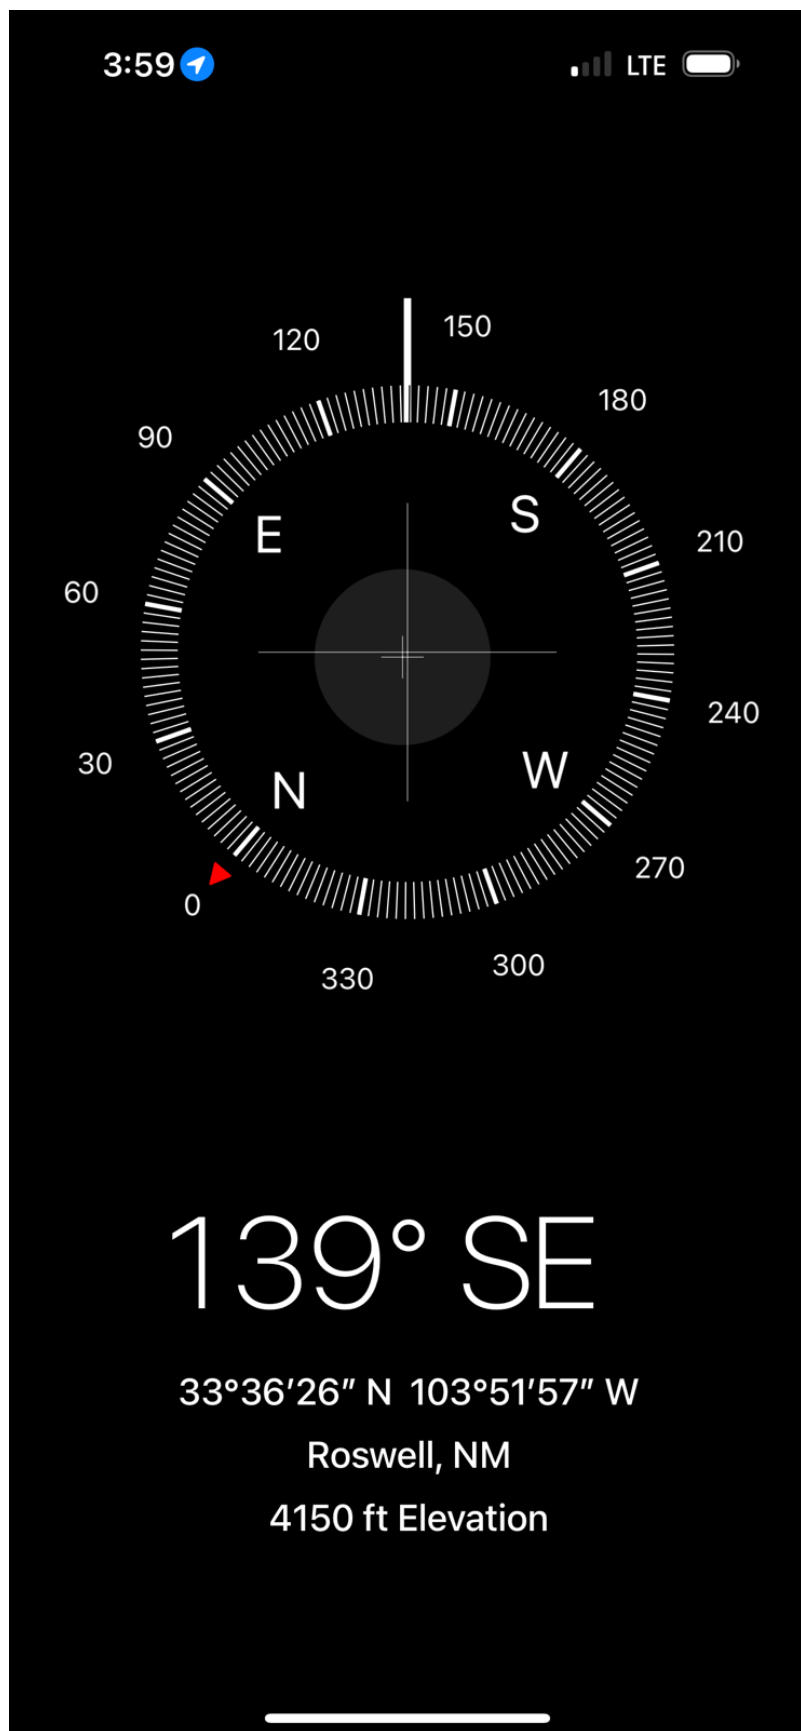 3:59 LTE
120 150
90 180
60 210
30 240
0 270
330 300
E S
N W
139° SE
33°36′26″ N 103°51′57″ W
Roswell, NM
4150 ft Elevation